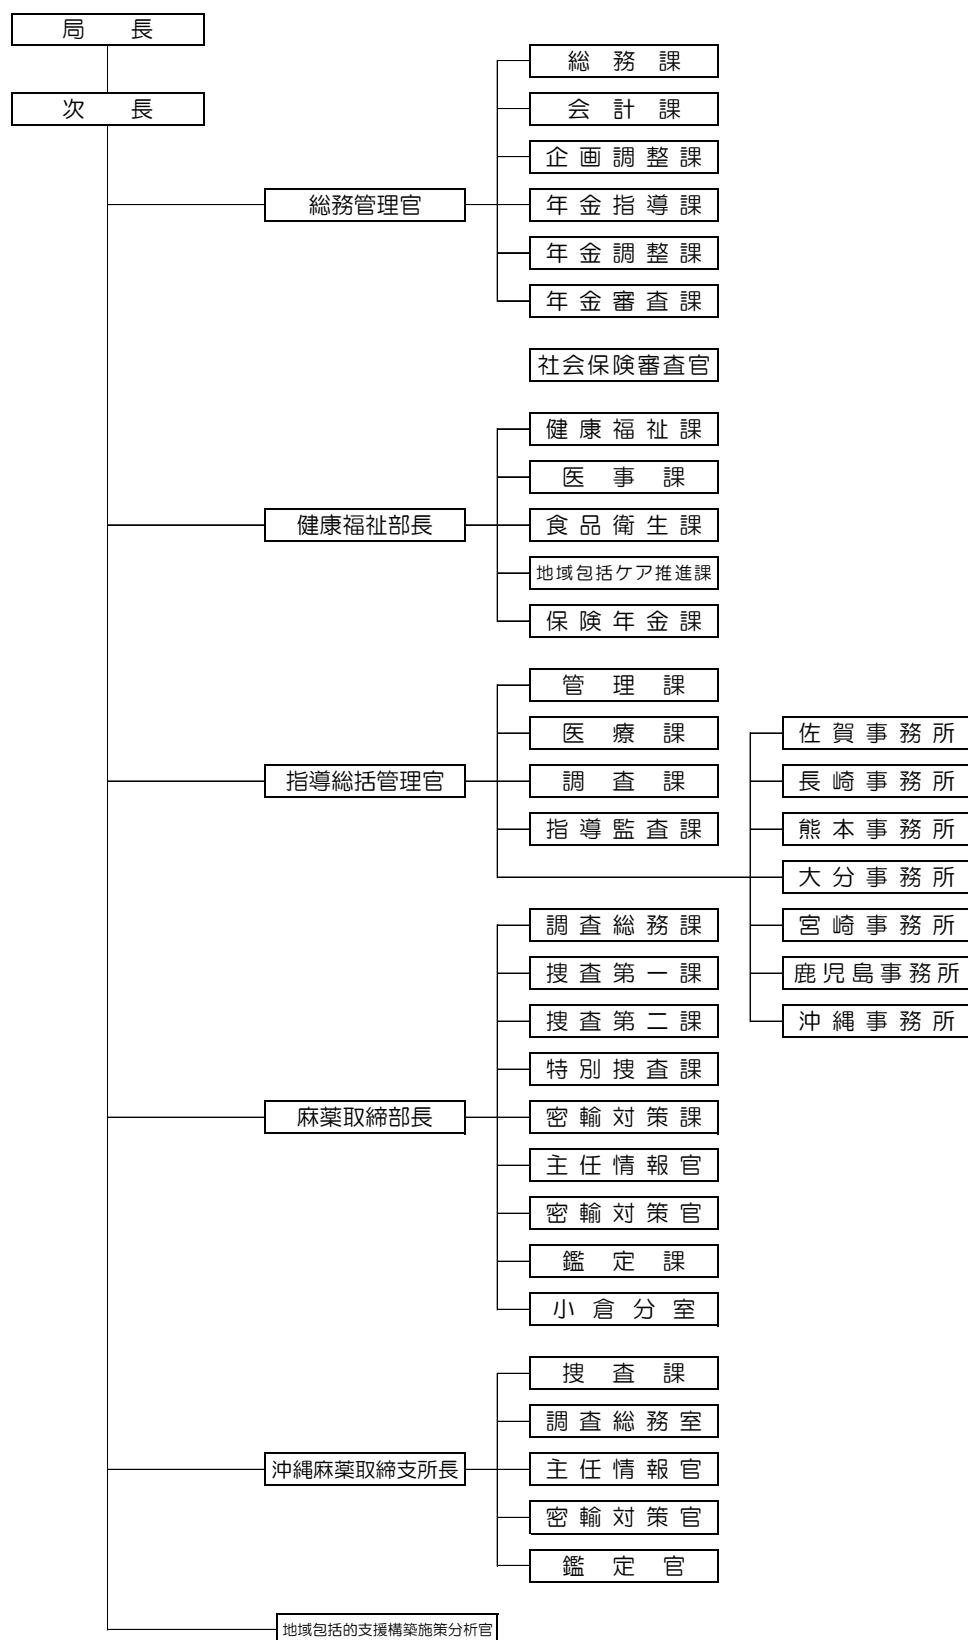 局長
次長
総務管理官
総務課
会計課
企画調整課
年金指導課
年金調整課
年金審査課
社会保険審査官
健康福祉部長
健康福祉課
医事課
食品衛生課
地域包括ケア推進課
保険年金課
指導総括管理官
管理課
医療課
調査課
指導監査課
佐賀事務所
長崎事務所
熊本事務所
大分事務所
宮崎事務所
鹿児島事務所
沖縄事務所
麻薬取締部長
調査総務課
捜査第一課
捜査第二課
特別捜査課
密輸対策課
主任情報官
密輸対策官
鑑定課
小倉分室
沖縄麻薬取締支所長
捜査課
調査総務室
主任情報官
密輸対策官
鑑定官
地域包括的支援構築施策分析官